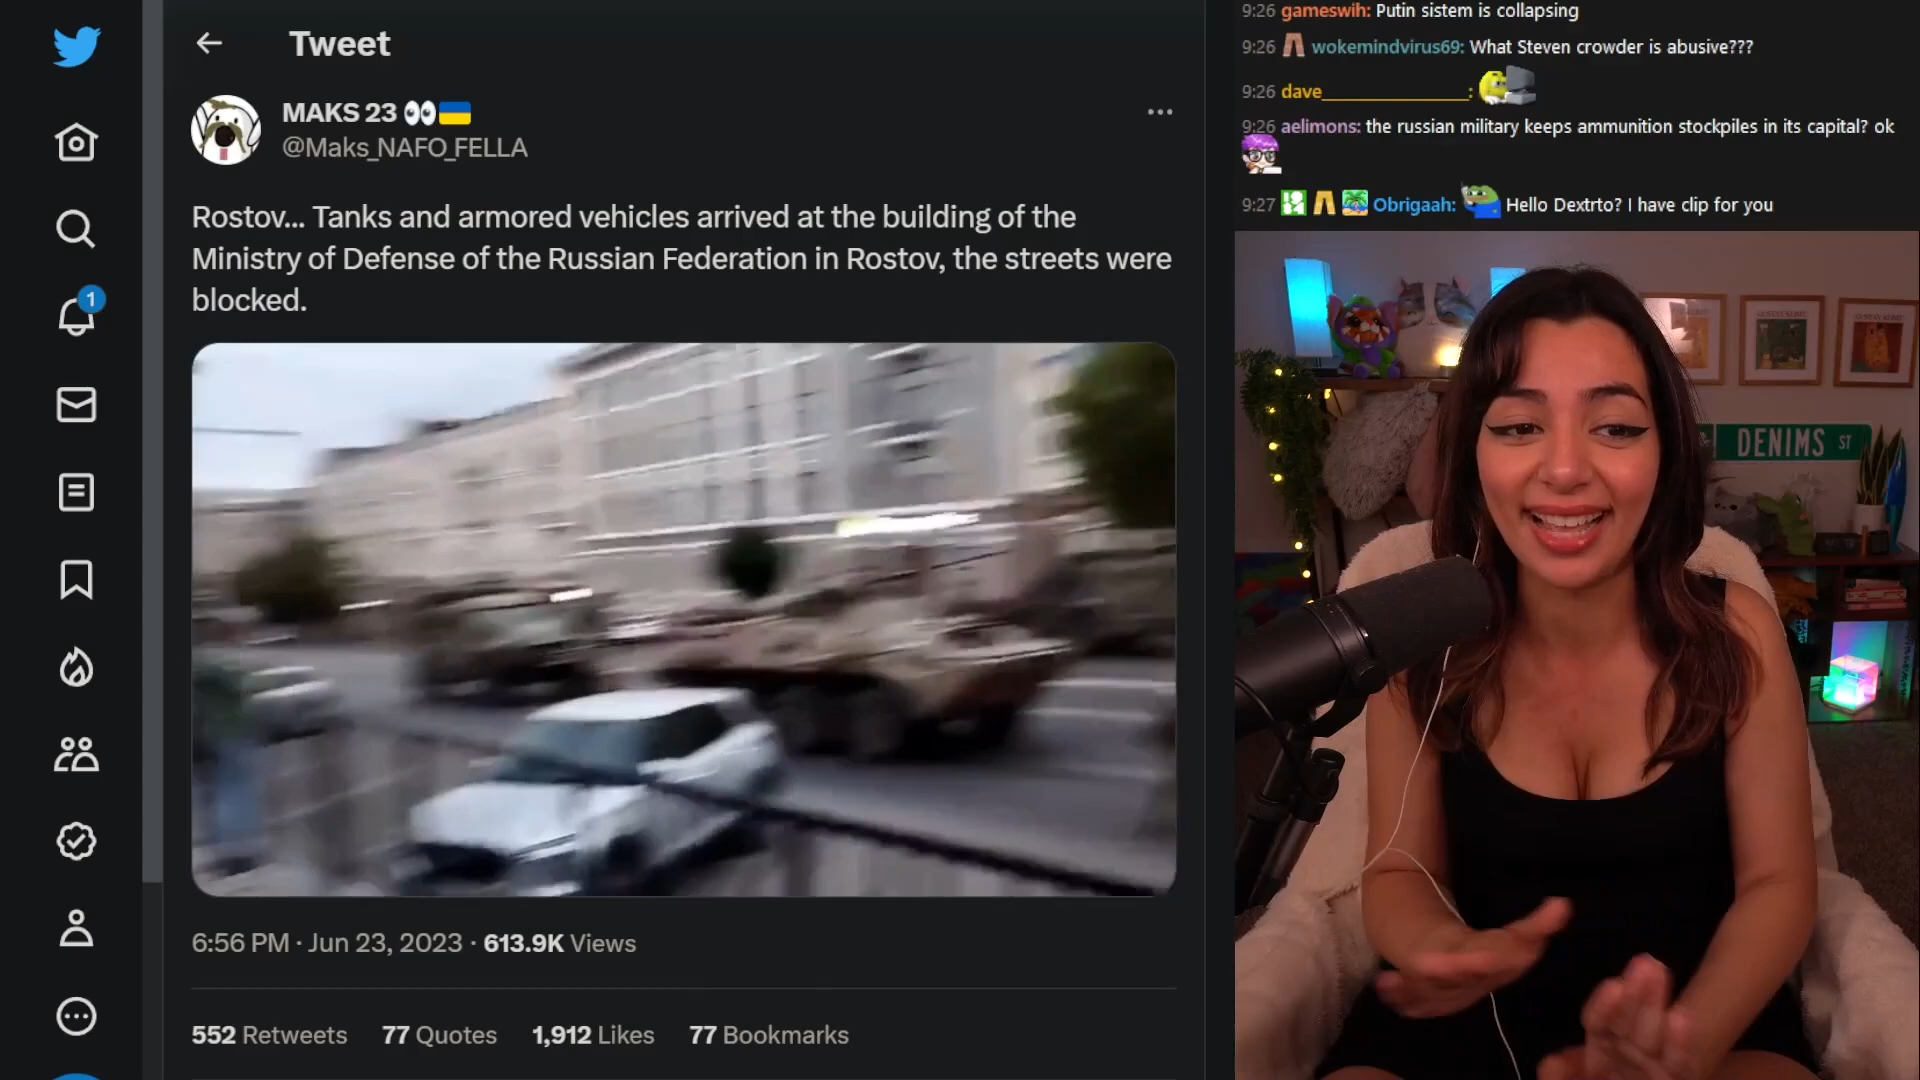 Tweet
MAKS 23 👀🇺🇦
@Maks_NAFO_FELLA
Rostov... Tanks and armored vehicles arrived at the building of the
Ministry of Defense of the Russian Federation in Rostov, the streets were
blocked.
6:56 PM · Jun 23, 2023 · 613.9K Views
552 Retweets 77 Quotes 1,912 Likes 77 Bookmarks
1
9:26 gameswih: Putin sistem is collapsing
9:26 wokemindvirus69: What Steven crowder is abusive???
9:26 dave________________:
9:26 aelimons: the russian military keeps ammunition stockpiles in its capital? ok
9:27 Obrigaah: Hello Dextrto? I have clip for you
DENIMS ST